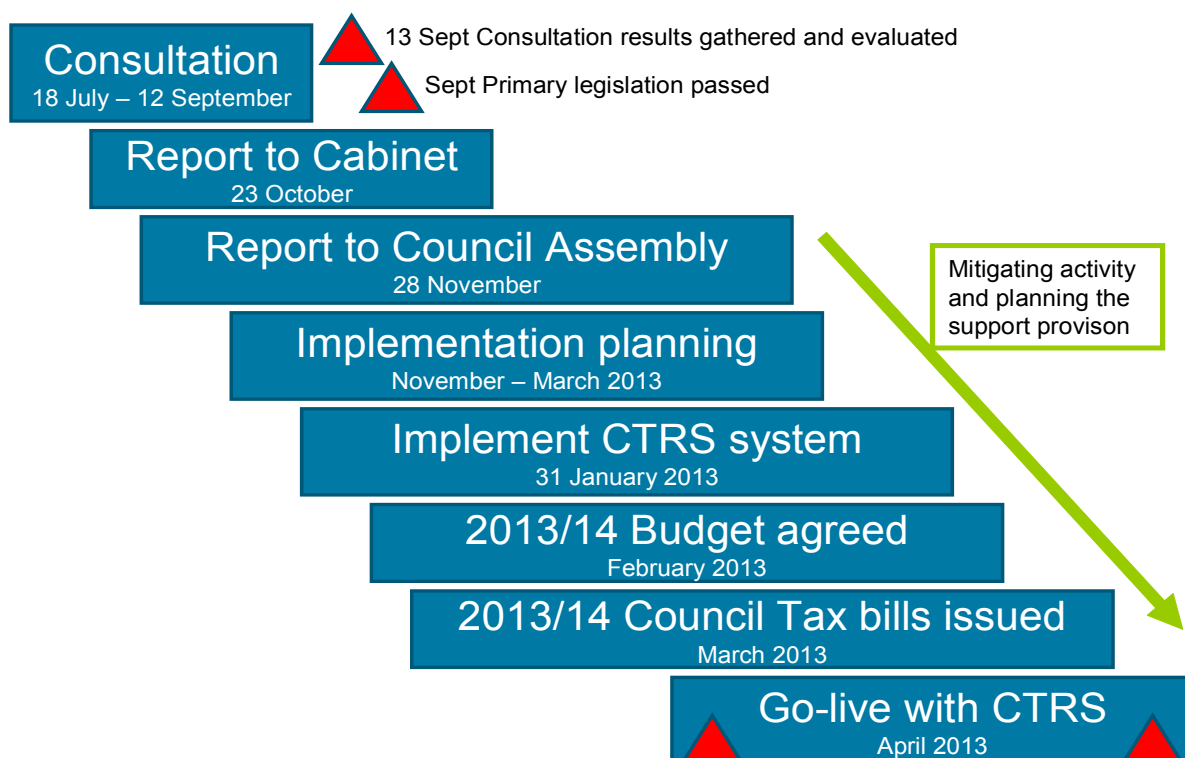 Consultation
18 July – 12 September
13 Sept Consultation results gathered and evaluated
Sept Primary legislation passed
Report to Cabinet
23 October
Report to Council Assembly
28 November
Mitigating activity
and planning the
support provison
Implementation planning
November – March 2013
Implement CTRS system
31 January 2013
2013/14 Budget agreed
February 2013
2013/14 Council Tax bills issued
March 2013
Go-live with CTRS
April 2013